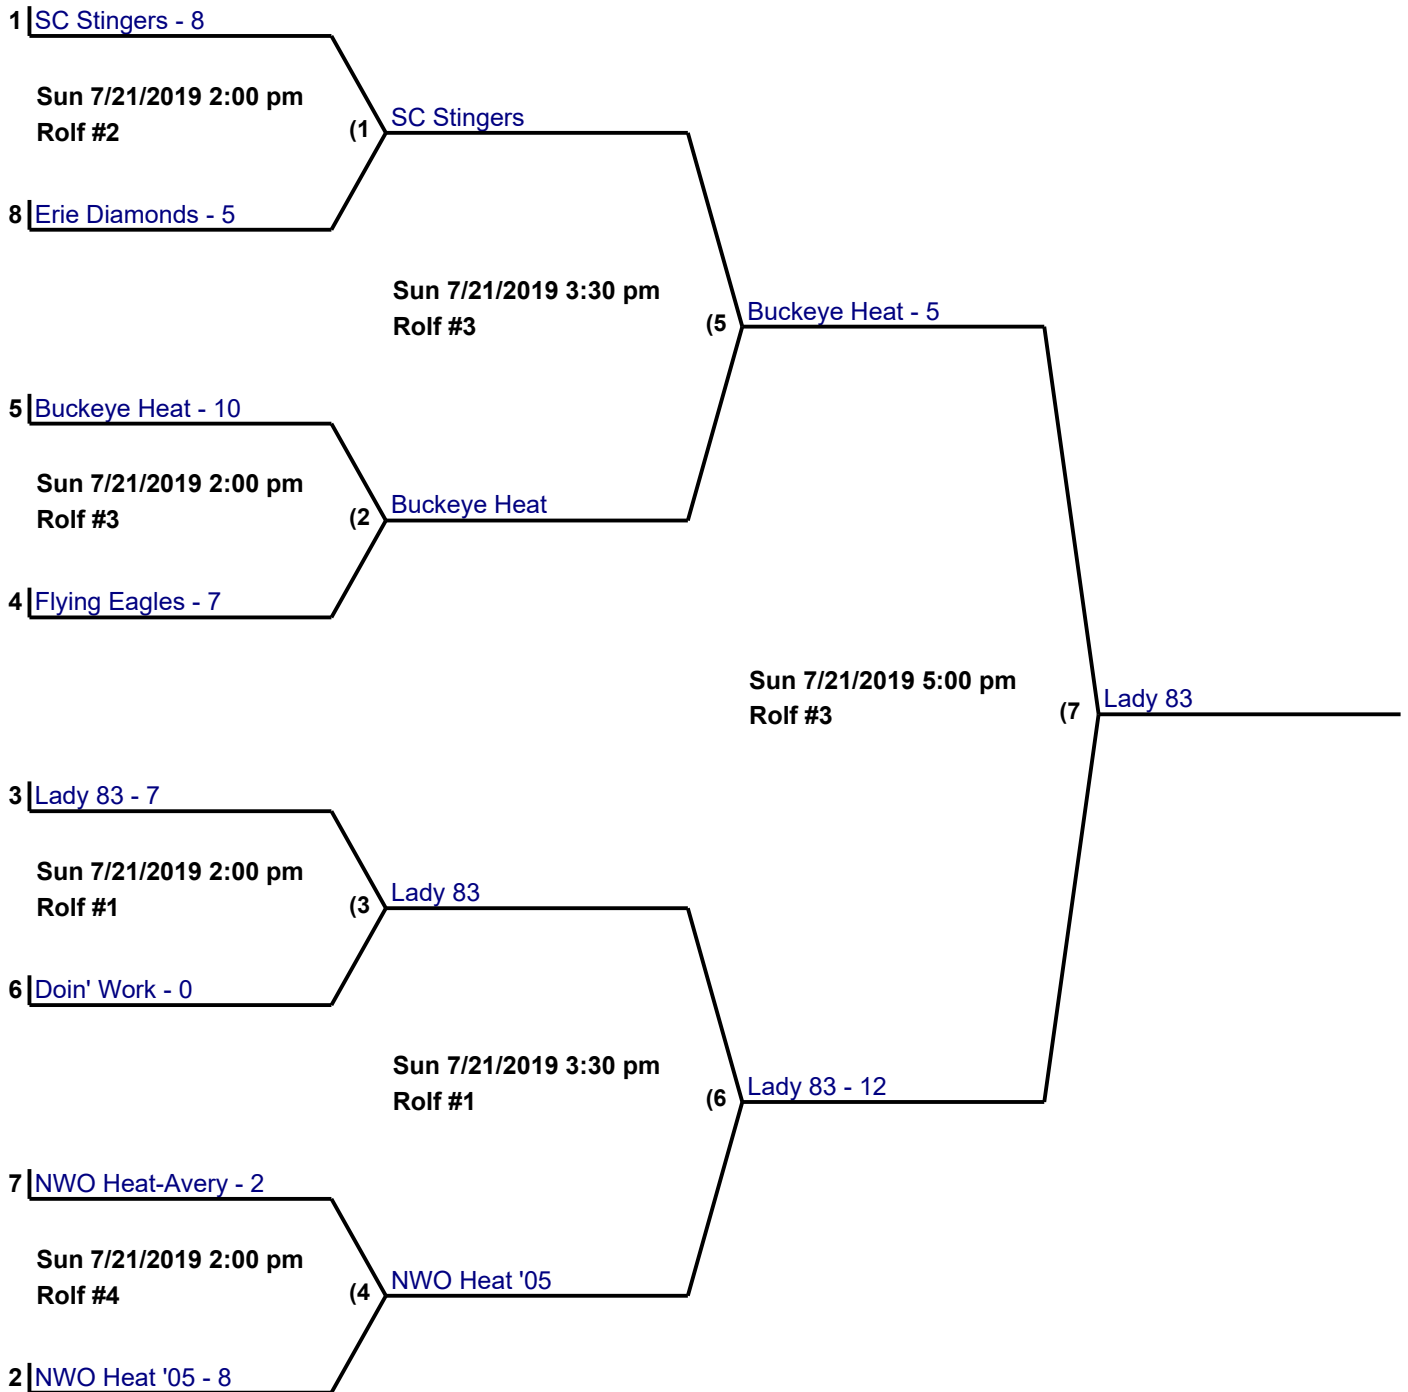 1 SC Stingers - 8
Sun 7/21/2019 2:00 pm
Rolf #2
(1
SC Stingers
8 Erie Diamonds - 5
Sun 7/21/2019 3:30 pm
Rolf #3
(5
Buckeye Heat - 5
5 Buckeye Heat - 10
Sun 7/21/2019 2:00 pm
Rolf #3
(2
Buckeye Heat
4 Flying Eagles - 7
Sun 7/21/2019 5:00 pm
Rolf #3
(7
Lady 83
3 Lady 83 - 7
Sun 7/21/2019 2:00 pm
Rolf #1
(3
Lady 83
6 Doin' Work - 0
Sun 7/21/2019 3:30 pm
Rolf #1
(6
Lady 83 - 12
7 NWO Heat-Avery - 2
Sun 7/21/2019 2:00 pm
Rolf #4
(4
NWO Heat '05
2 NWO Heat '05 - 8